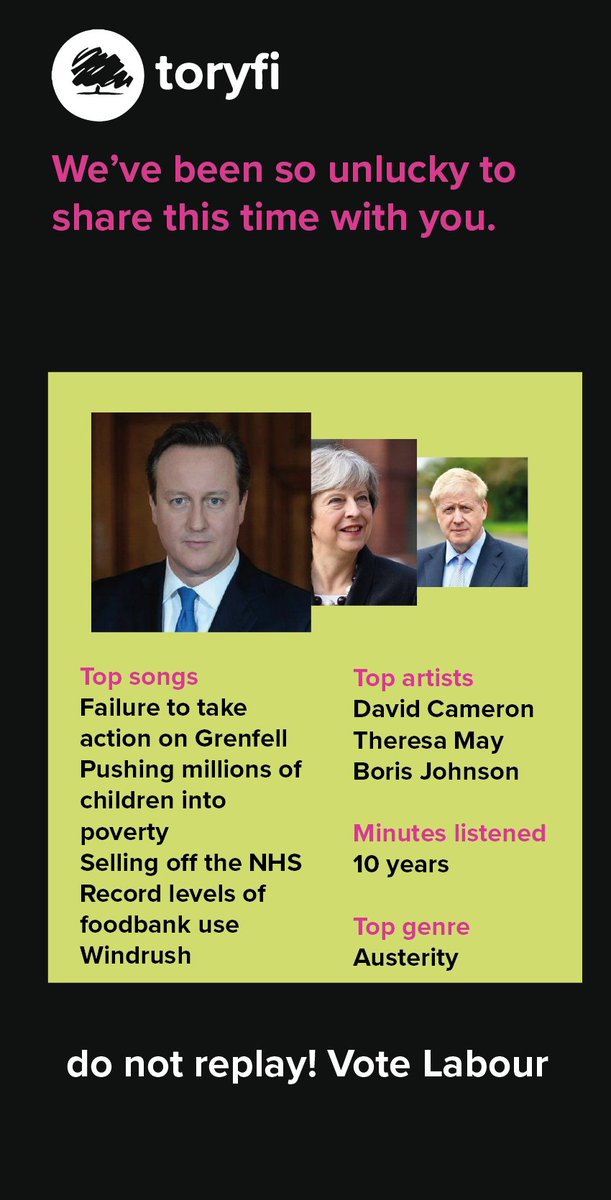 toryfi
We’ve been so unlucky to
share this time with you.
Top songs
Failure to take
action on Grenfell
Pushing millions of
children into
poverty
Selling off the NHS
Record levels of
foodbank use
Windrush
Top artists
David Cameron
Theresa May
Boris Johnson
Minutes listened
10 years
Top genre
Austerity
do not replay! Vote Labour